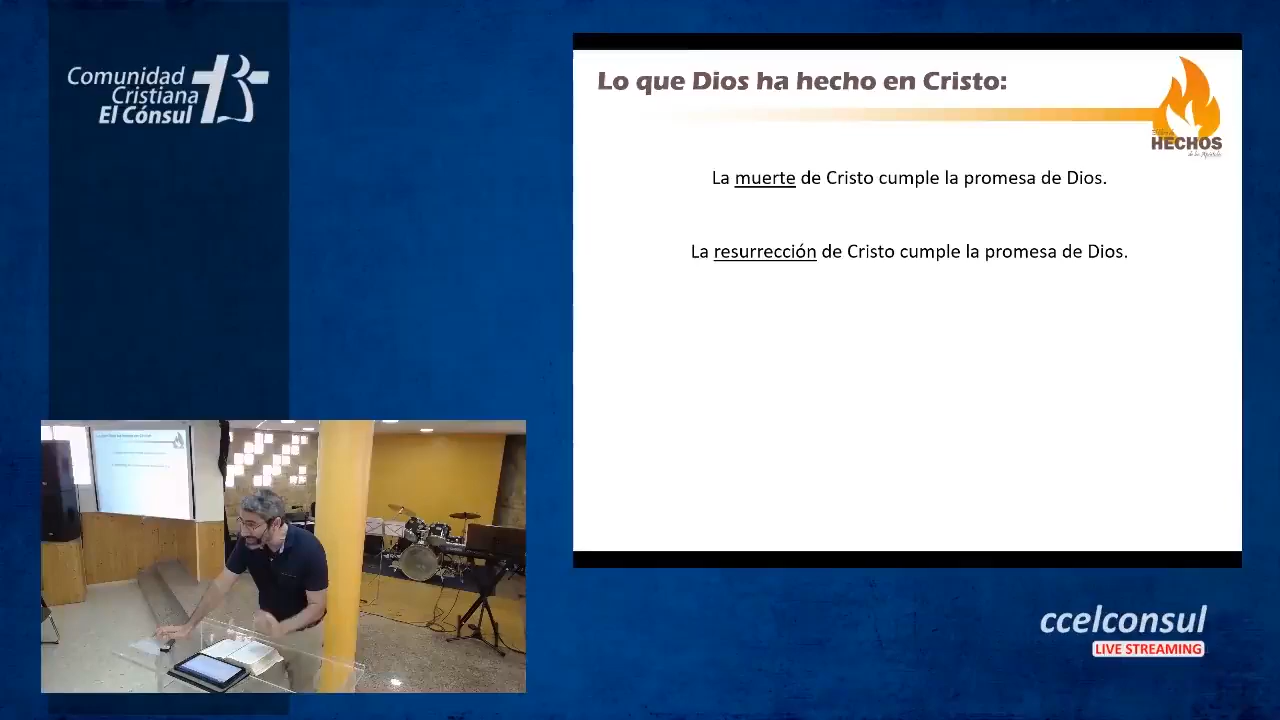 Comunidad
Cristiana
El Cónsul
Lo que Dios ha hecho en Cristo:
HECHOS
La muerte de Cristo cumple la promesa de Dios.
La resurrección de Cristo cumple la promesa de Dios.
ccelconsul
LIVE STREAMING